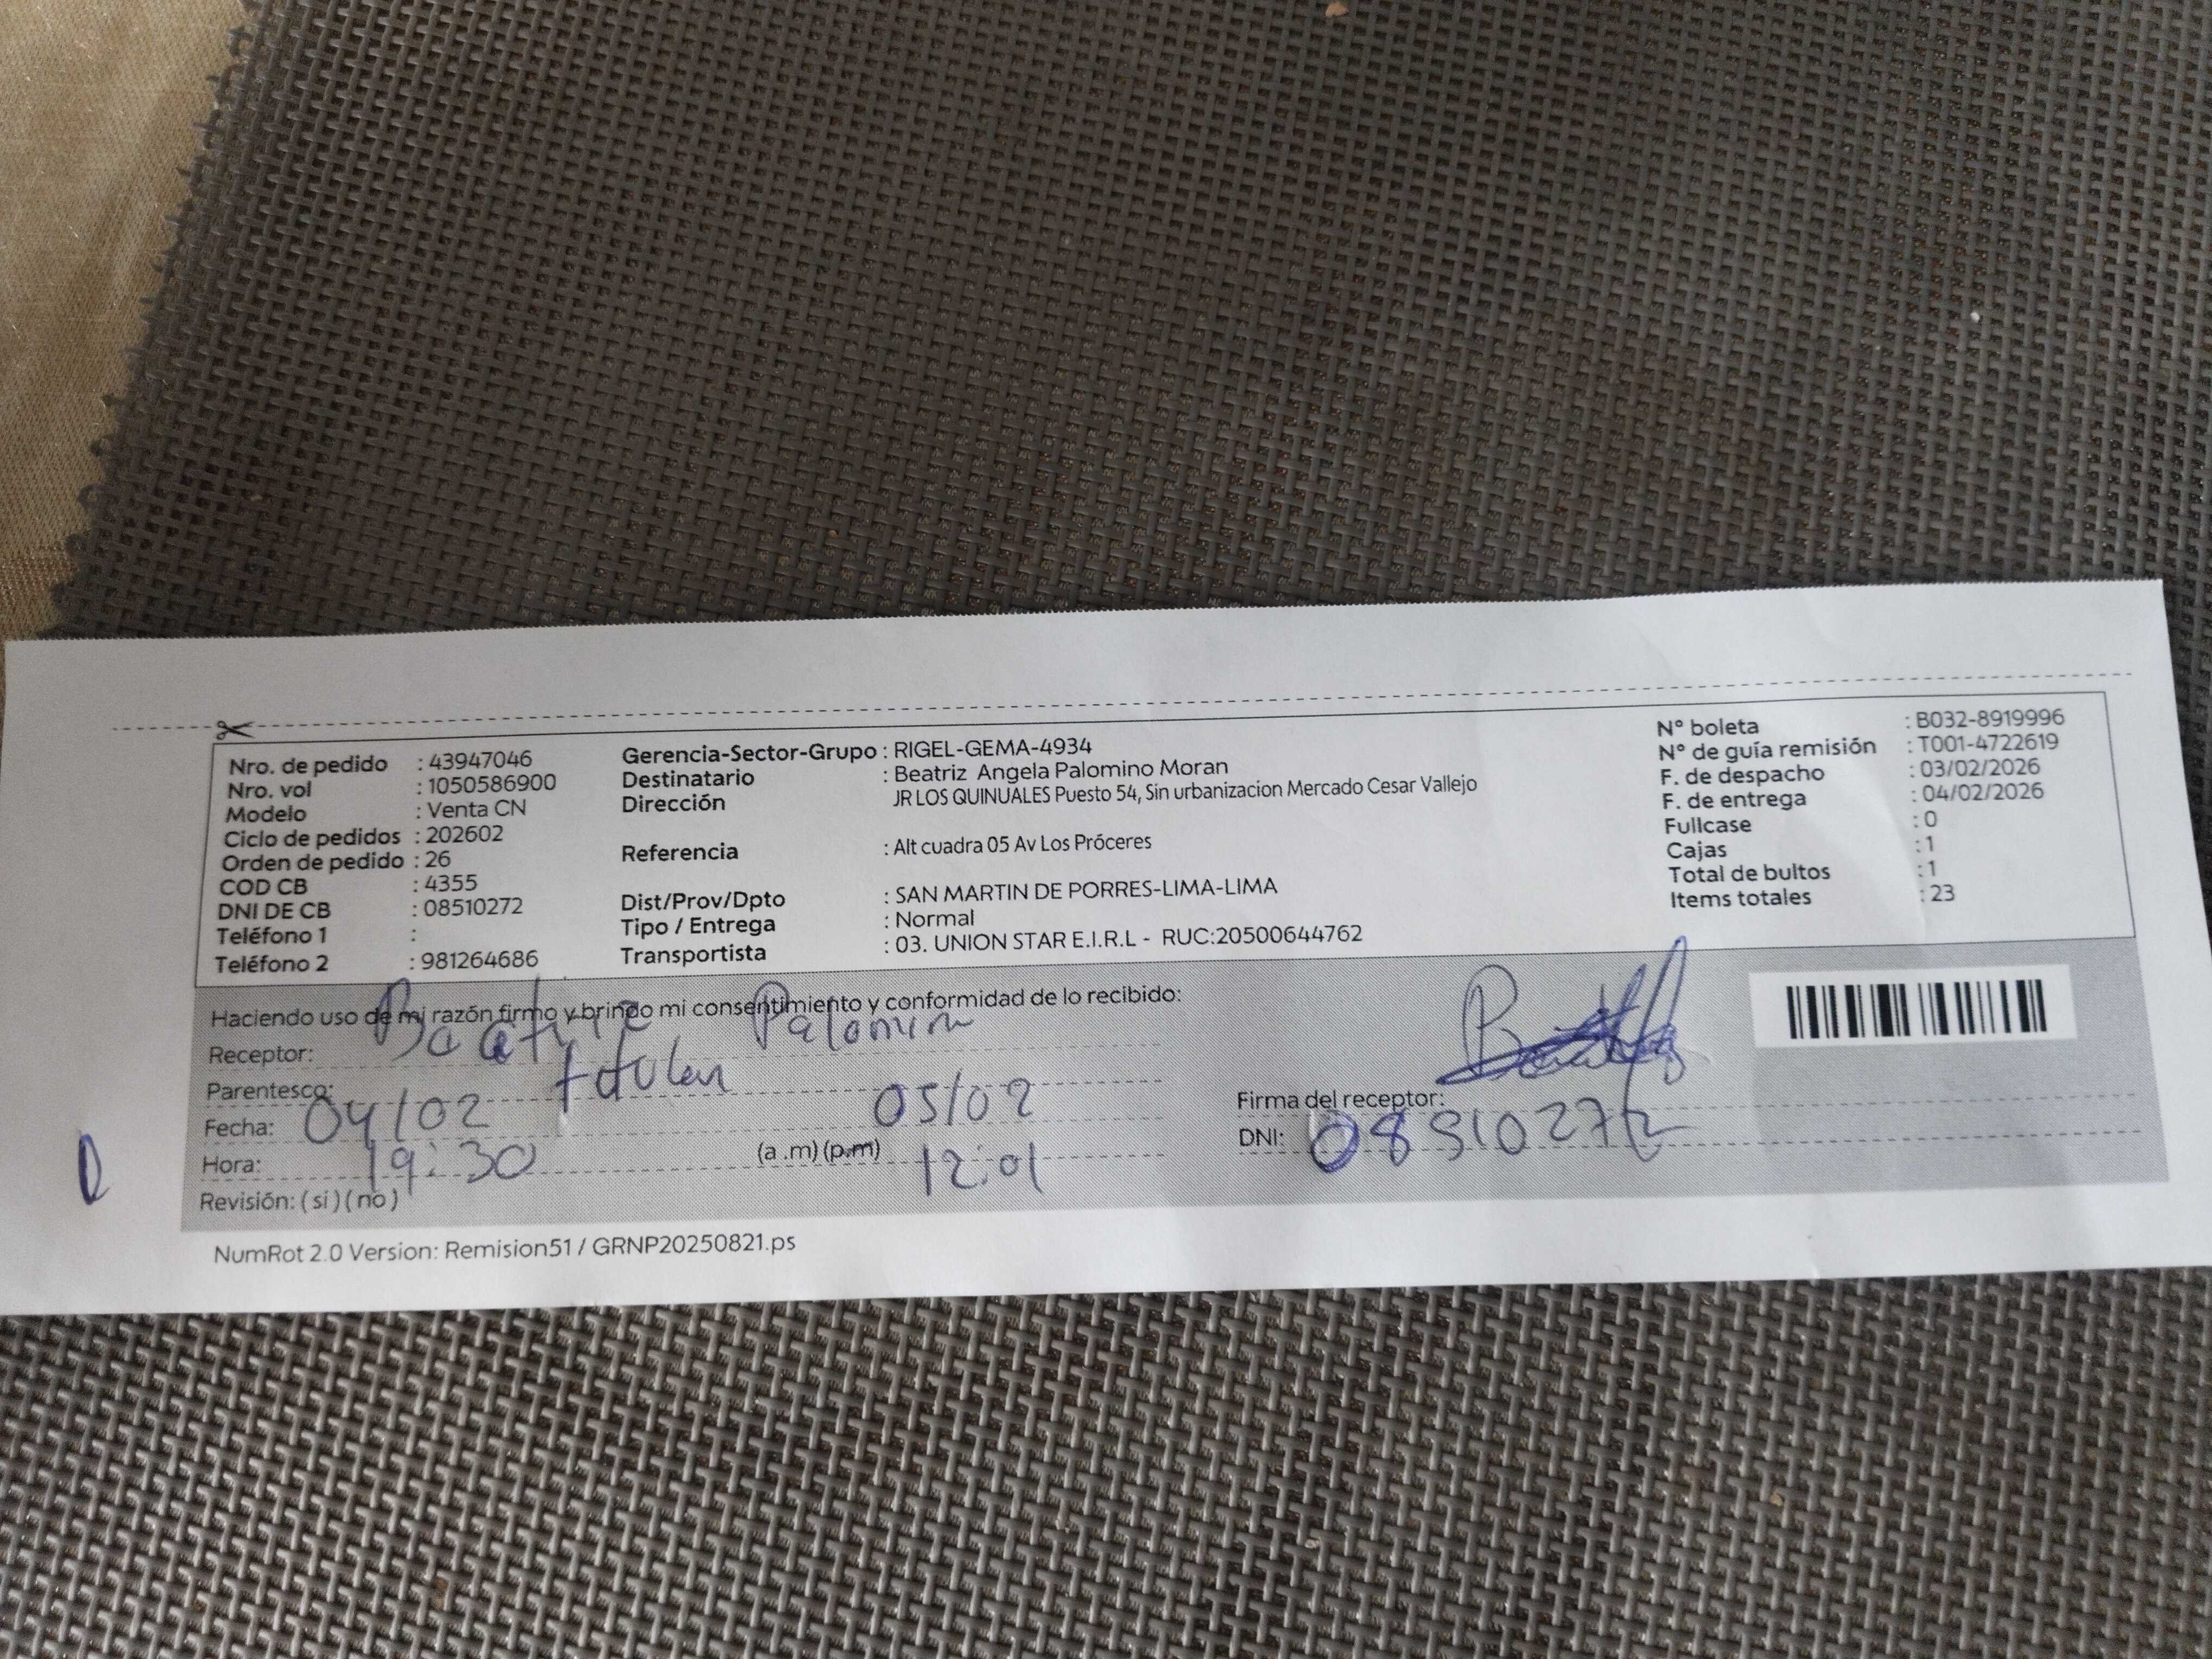 Nro. de pedido : 43947046
Nro. vol : 1050586900
Modelo : Venta CN
Ciclo de pedidos : 202602
Orden de pedido : 26
COD CB : 4355
DNI DE CB : 08510272
Teléfono 1 :
Teléfono 2 : 981264686
Gerencia-Sector-Grupo : RIGEL-GEMA-4934
Destinatario : Beatriz Angela Palomino Moran
Dirección JR LOS QUINUALES Puesto 54, Sin urbanizacion Mercado Cesar Vallejo
Referencia : Alt cuadra 05 Av Los Próceres
Dist/Prov/Dpto : SAN MARTIN DE PORRES-LIMA-LIMA
Tipo / Entrega : Normal
Transportista : 03. UNION STAR E.I.R.L - RUC:20500644762
N° boleta : B032-8919996
N° de guía remisión : T001-4722619
F. de despacho : 03/02/2026
F. de entrega : 04/02/2026
Fullcase : 0
Cajas : 1
Total de bultos : 1
Items totales : 23
Haciendo uso de mi razón firmo y brindo mi consentimiento y conformidad de lo recibido:
Receptor: Beatriz Palomino
Parentesco: titular
Fecha: 04/02 05/02
Hora: 19:30 (a .m) (p.m) 12:01
Revisión: ( si ) ( no )
Firma del receptor:
DNI: 08510272
NumRot 2.0 Version: Remision51 / GRNP20250821.ps